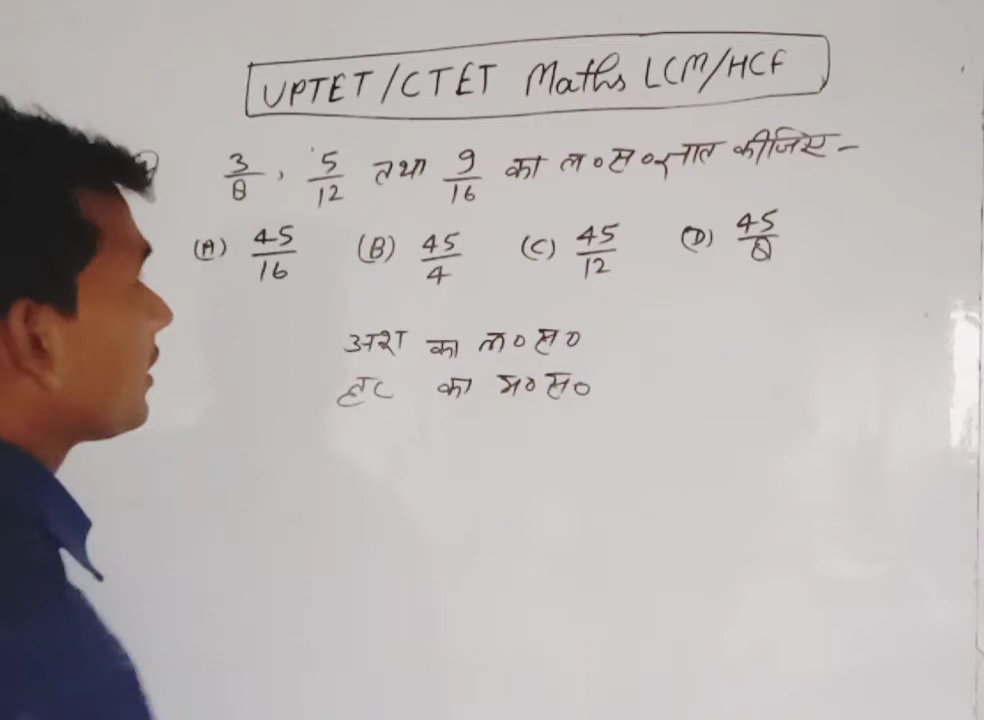 UPTET/CTET Maths LCM/HCF
3/8, 5/12 तथा 9/16 का ल०स० ज्ञात कीजिए -
(A) 45/16 (B) 45/4 (C) 45/12 (D) 45/8
अंश का ल०स०
हर का म०स०